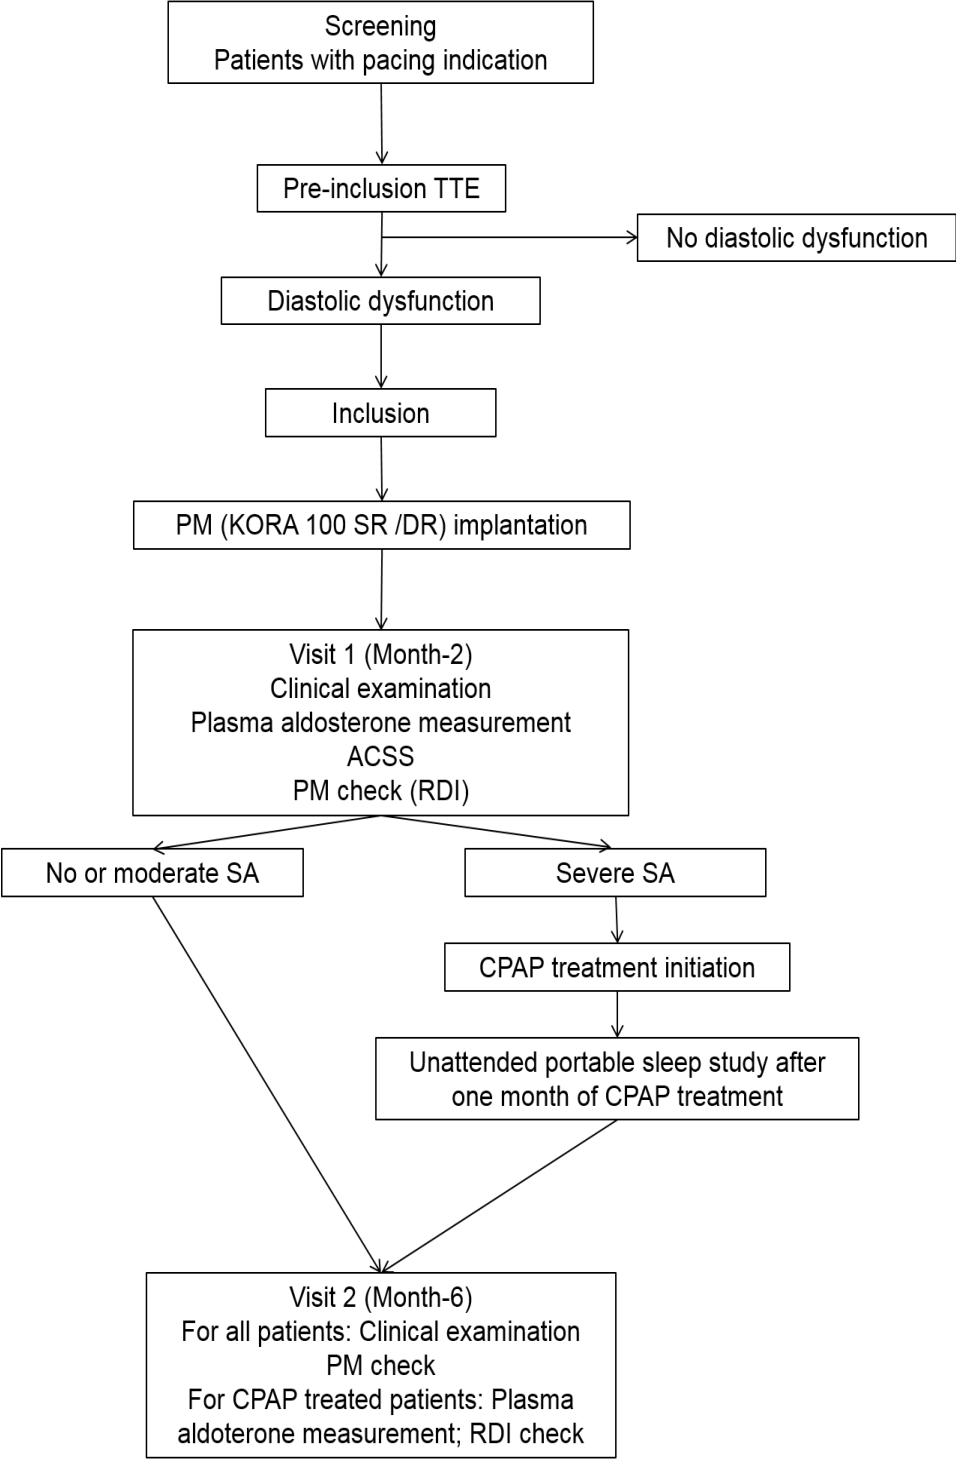 Screening
Patients with pacing indication
Pre-inclusion TTE
No diastolic dysfunction
Diastolic dysfunction
Inclusion
PM (KORA 100 SR /DR) implantation
Visit 1 (Month-2)
Clinical examination
Plasma aldosterone measurement
ACSS
PM check (RDI)
No or moderate SA
Severe SA
CPAP treatment initiation
Unattended portable sleep study after
one month of CPAP treatment
Visit 2 (Month-6)
For all patients: Clinical examination
PM check
For CPAP treated patients: Plasma
aldoterone measurement; RDI check